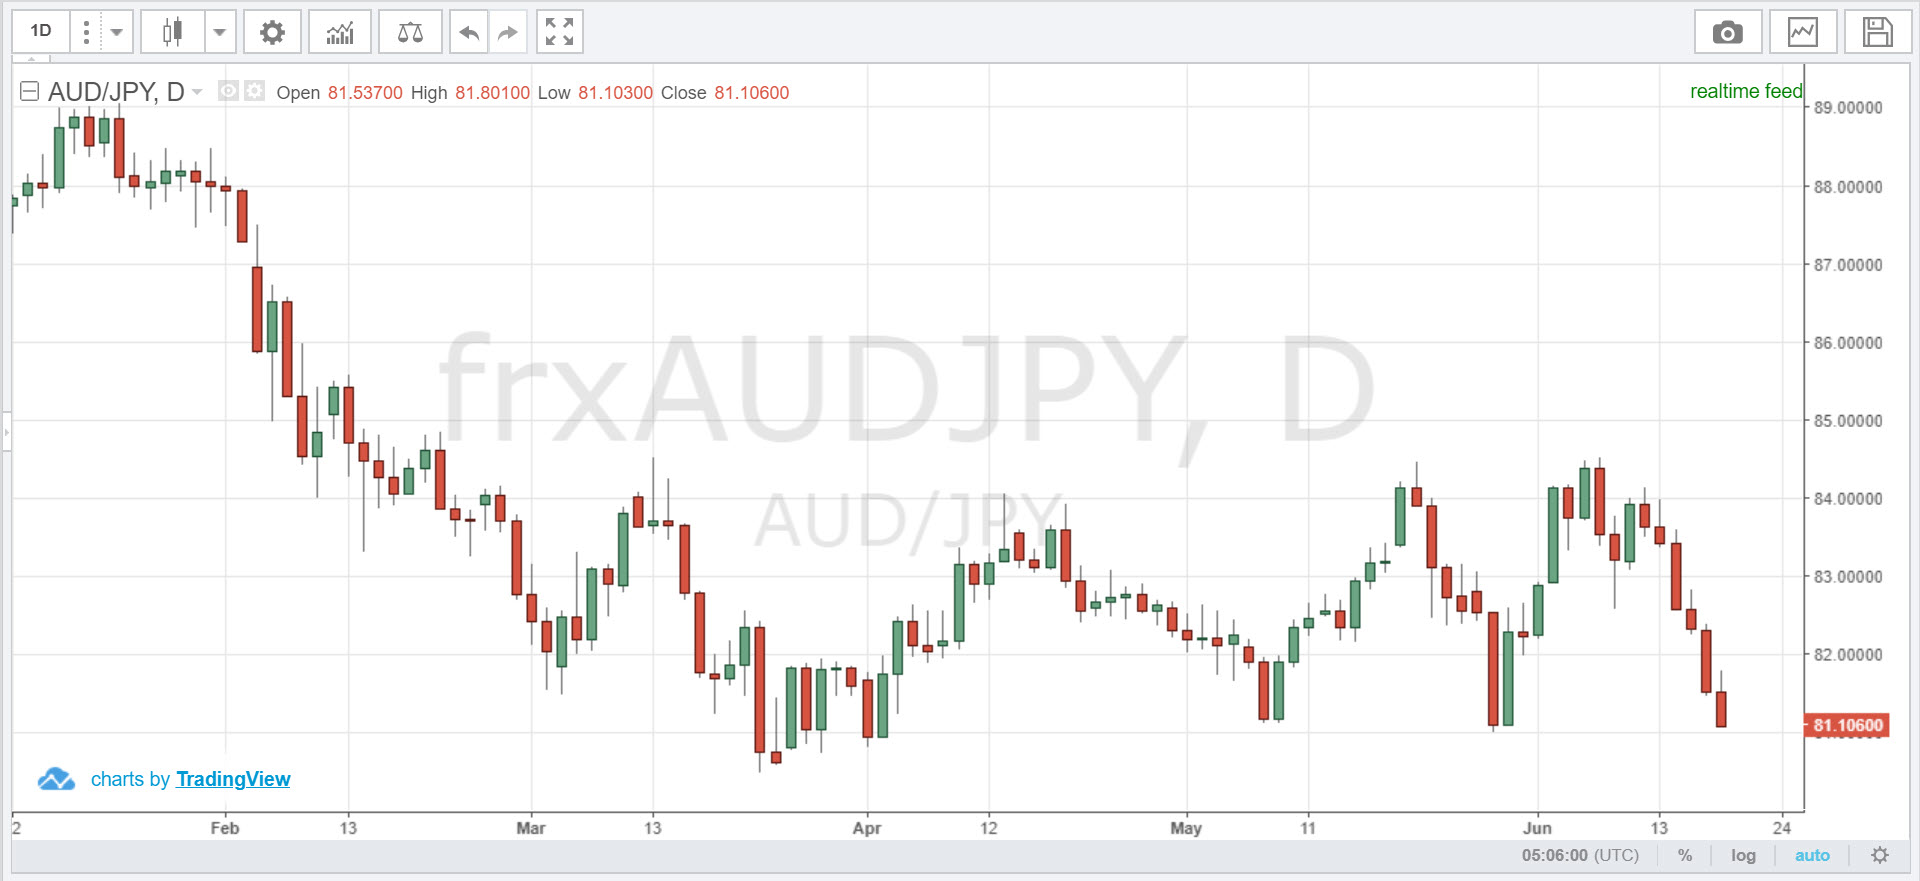 1D
AUD/JPY, D Open 81.53700 High 81.80100 Low 81.10300 Close 81.10600
realtime feed
89.00000
88.00000
87.00000
86.00000
85.00000
84.00000
83.00000
82.00000
81.10600
frxAUDJPY, D
AUD/JPY
charts by TradingView
2 Feb 13 Mar 13 Apr 12 May 11 Jun 13 24
05:06:00 (UTC) % log auto